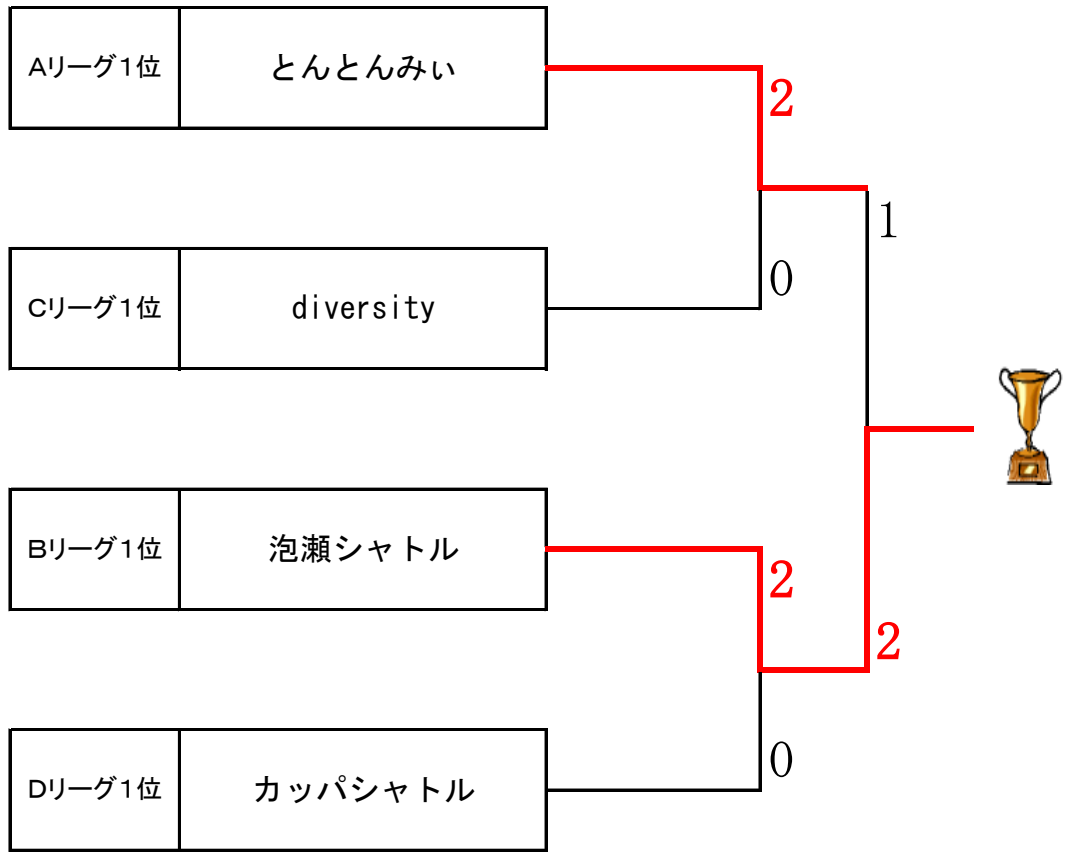 Aリーグ1位
とんとんみぃ
2
1
Cリーグ1位
diversity
0
Bリーグ1位
泡瀬シャトル
2
2
Dリーグ1位
カッパシャトル
0